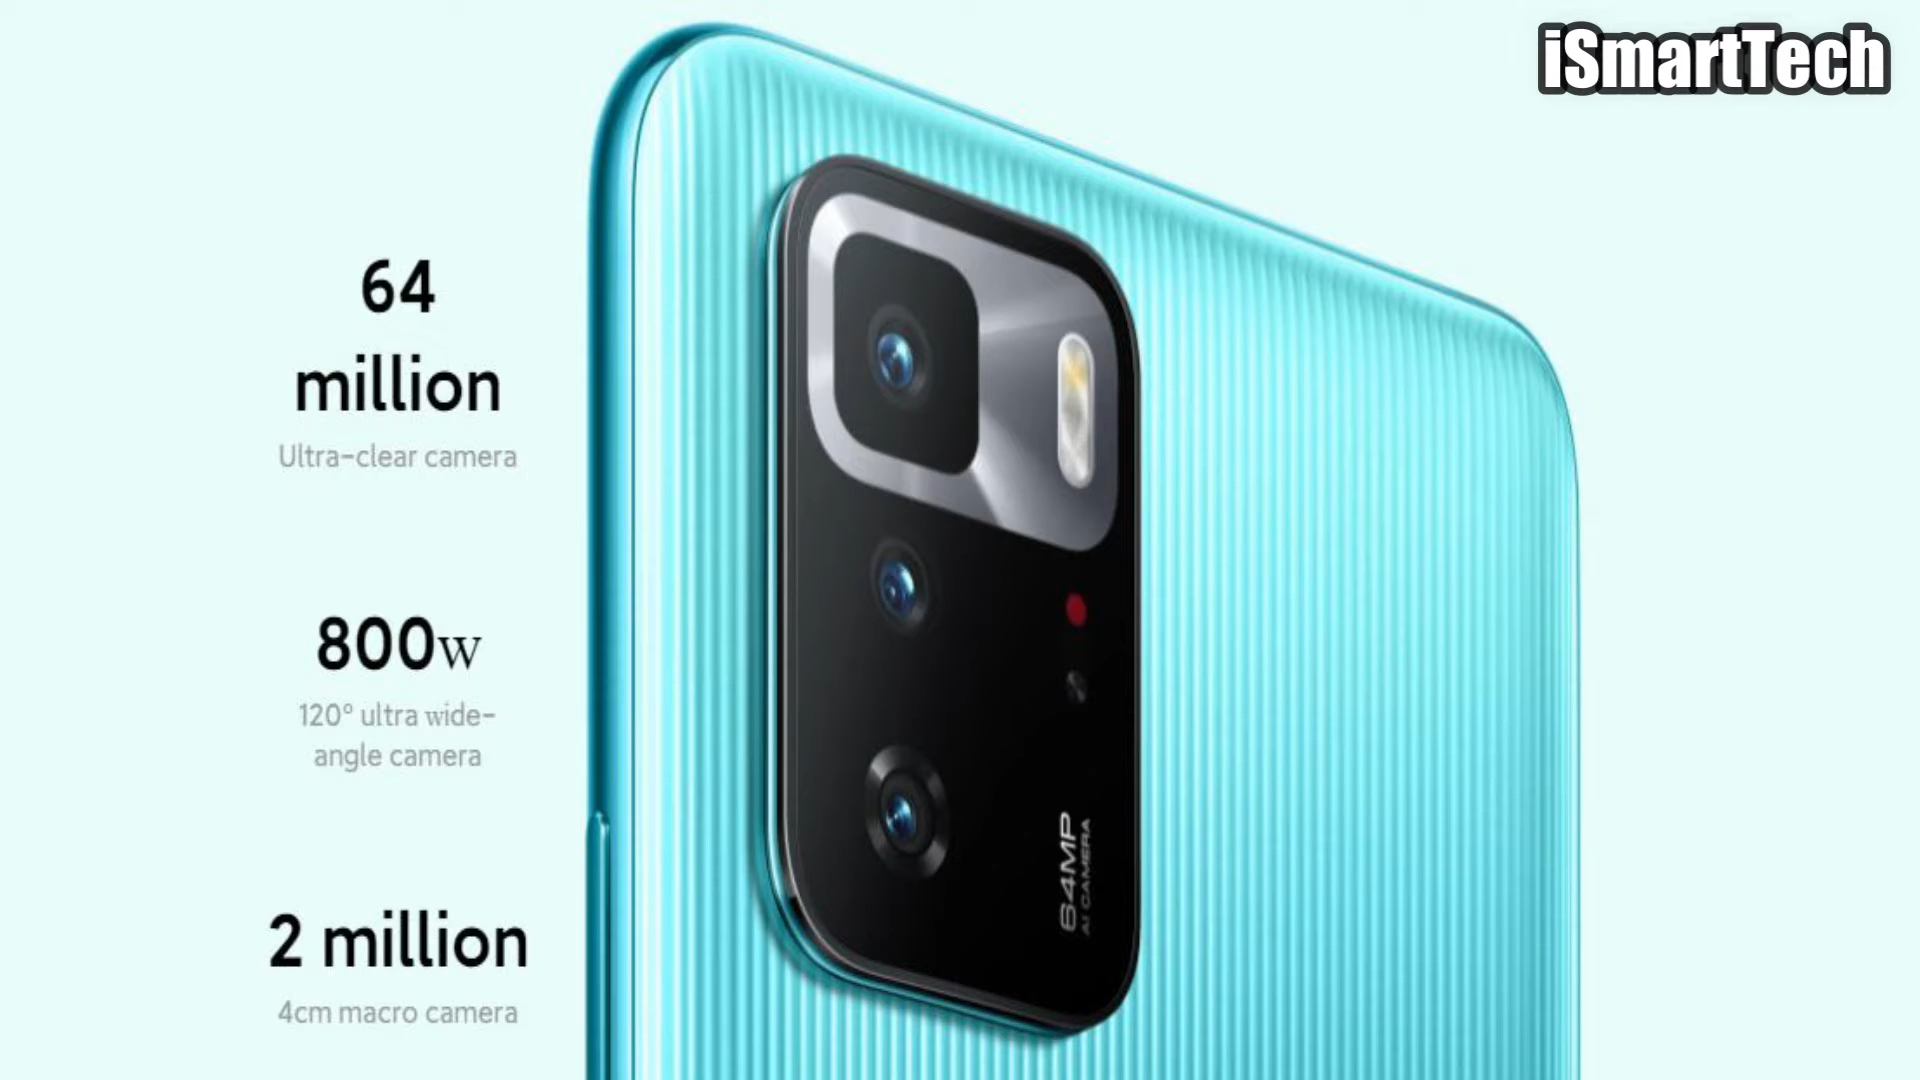 iSmartTech
64
million
Ultra-clear camera
800w
120° ultra wide-
angle camera
2 million
4cm macro camera
64MP
AI CAMERA